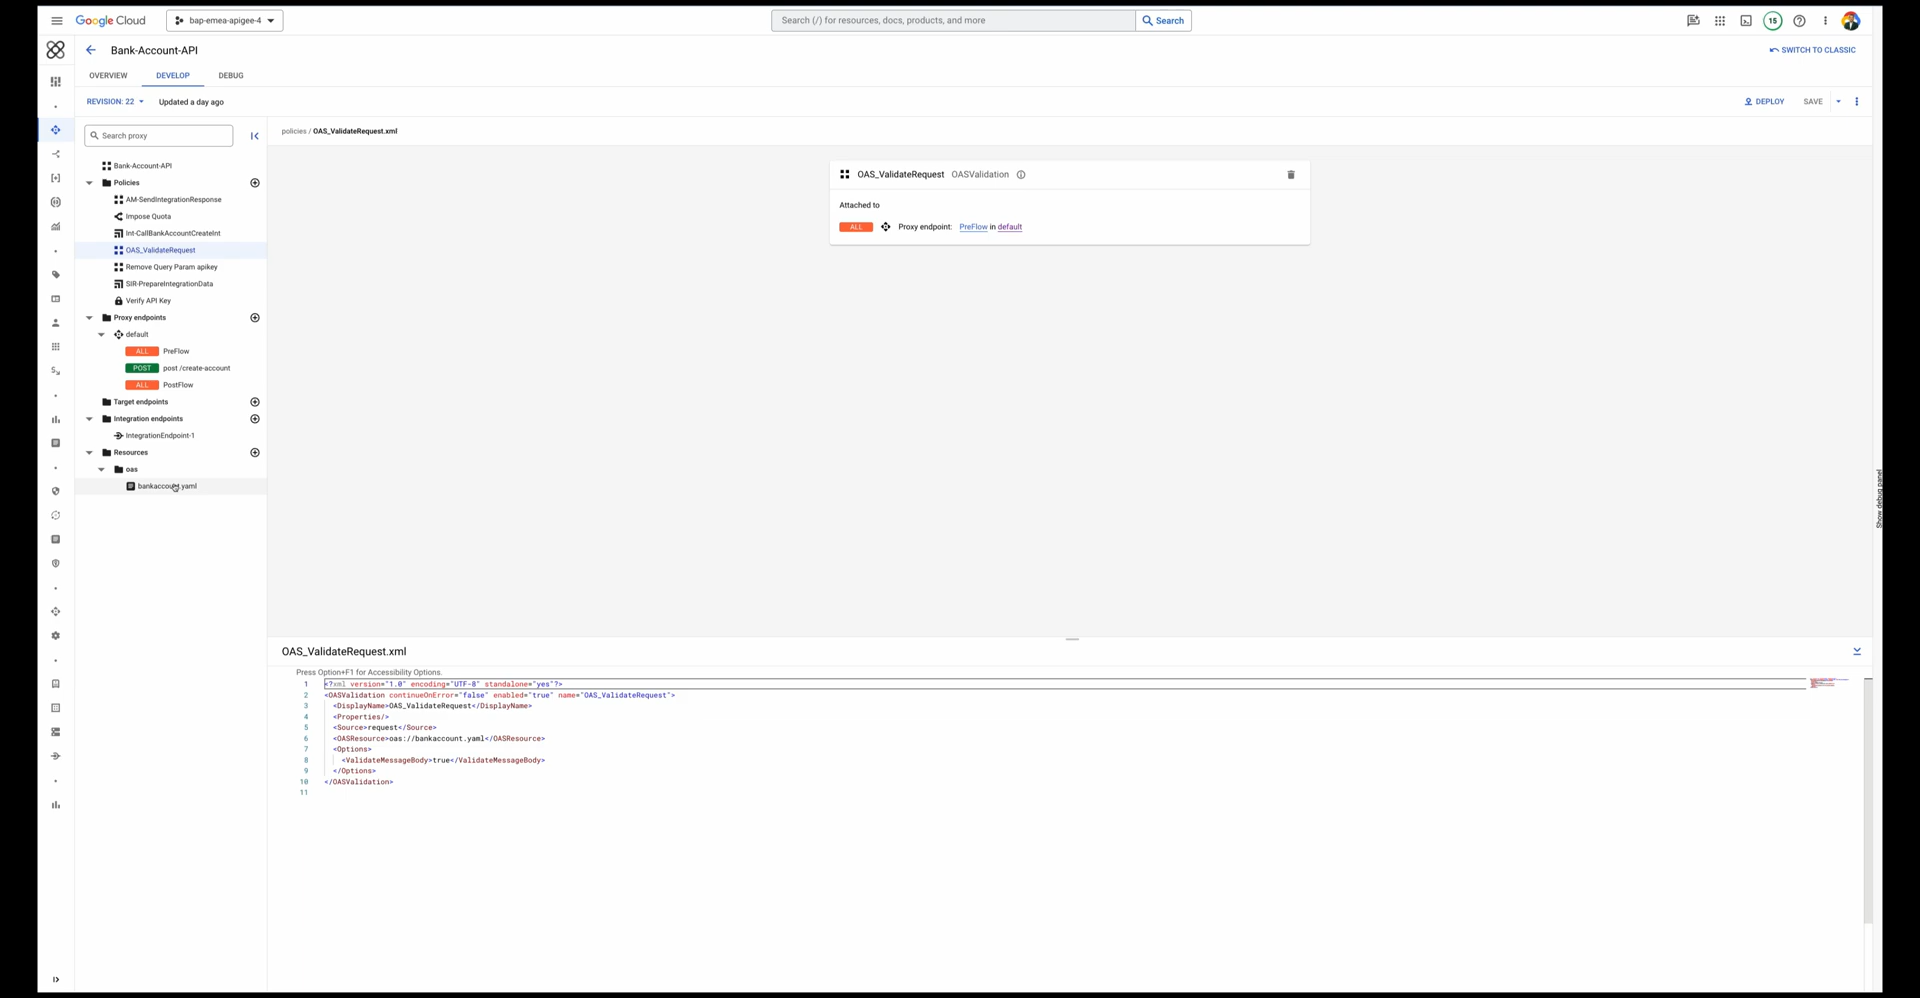 Google Cloud
bap-emea-apigee-4
Search (/) for resources, docs, products, and more
Search
15
Bank-Account-API
SWITCH TO CLASSIC
OVERVIEW
DEVELOP
DEBUG
REVISION: 22
Updated a day ago
DEPLOY
SAVE
Search proxy
policies / OAS_ValidateRequest.xml
Bank-Account-API
Policies
AM-SendIntegrationResponse
Impose Quota
Int-CallBankAccountCreateInt
OAS_ValidateRequest
Remove Query Param apikey
SIR-PrepareIntegrationData
Verify API Key
Proxy endpoints
default
ALL PreFlow
POST post /create-account
ALL PostFlow
Target endpoints
Integration endpoints
IntegrationEndpoint-1
Resources
oas
bankaccount.yaml
OAS_ValidateRequest OASValidation
Attached to
ALL Proxy endpoint: PreFlow in default
Show debug panel
OAS_ValidateRequest.xml
Press Option+F1 for Accessibility Options.
1 <?xml version="1.0" encoding="UTF-8" standalone="yes"?>
2 <OASValidation continueOnError="false" enabled="true" name="OAS_ValidateRequest">
3 <DisplayName>OAS_ValidateRequest</DisplayName>
4 <Properties/>
5 <Source>request</Source>
6 <OASResource>oas://bankaccount.yaml</OASResource>
7 <Options>
8 <ValidateMessageBody>true</ValidateMessageBody>
9 </Options>
10 </OASValidation>
11